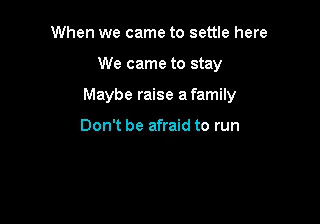 When we came to settle here
We came to stay
Maybe raise a family
Don't be afraid to run